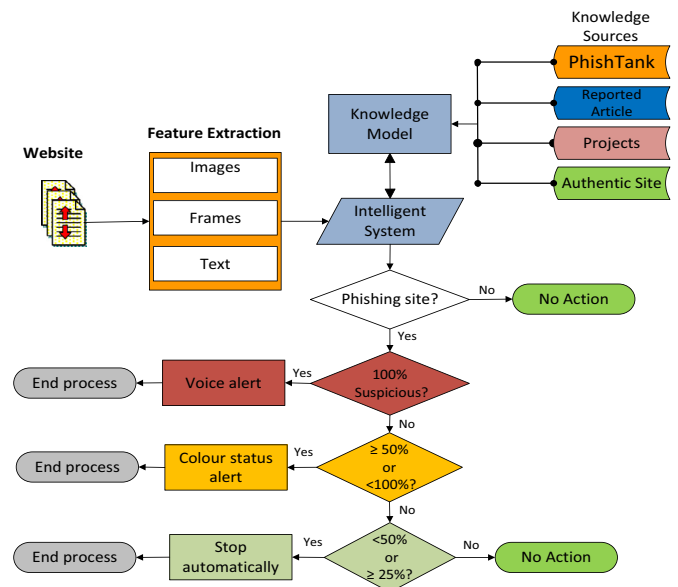 Knowledge
Sources
PhishTank
Reported
Article
Projects
Authentic Site
Knowledge
Model
Feature Extraction
Images
Frames
Text
Website
Intelligent
System
Phishing site?
No
No Action
Yes
100%
Suspicious?
Yes
Voice alert
End process
No
≥ 50%
or
<100%?
Yes
Colour status
alert
End process
No
<50%
or
≥ 25%?
Yes
Stop
automatically
End process
No
No Action